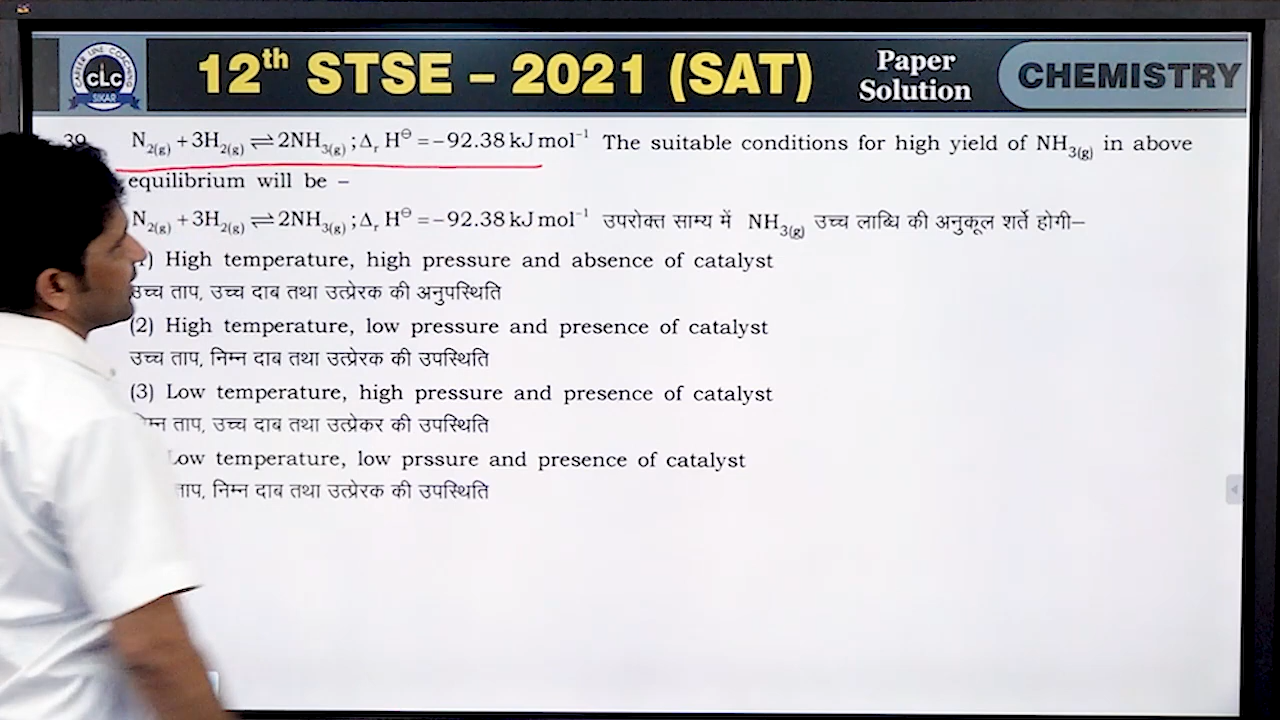 12th STSE – 2021 (SAT)
Paper Solution
CHEMISTRY
CAREER LINE COACHING
CLC
SIKAR
39. N2(g) + 3H2(g) ⇌ 2NH3(g) ; Δr H⊖ = −92.38 kJ mol−1 The suitable conditions for high yield of NH3(g) in above
equilibrium will be –
N2(g) + 3H2(g) ⇌ 2NH3(g) ; Δr H⊖ = −92.38 kJ mol−1 उपरोक्त साम्य में NH3(g) उच्च लाब्धि की अनुकूल शर्ते होगी–
1) High temperature, high pressure and absence of catalyst
उच्च ताप, उच्च दाब तथा उत्प्रेरक की अनुपस्थिति
(2) High temperature, low pressure and presence of catalyst
उच्च ताप, निम्न दाब तथा उत्प्रेरक की उपस्थिति
(3) Low temperature, high pressure and presence of catalyst
निम्न ताप, उच्च दाब तथा उत्प्रेकर की उपस्थिति
Low temperature, low prssure and presence of catalyst
ताप, निम्न दाब तथा उत्प्रेरक की उपस्थिति